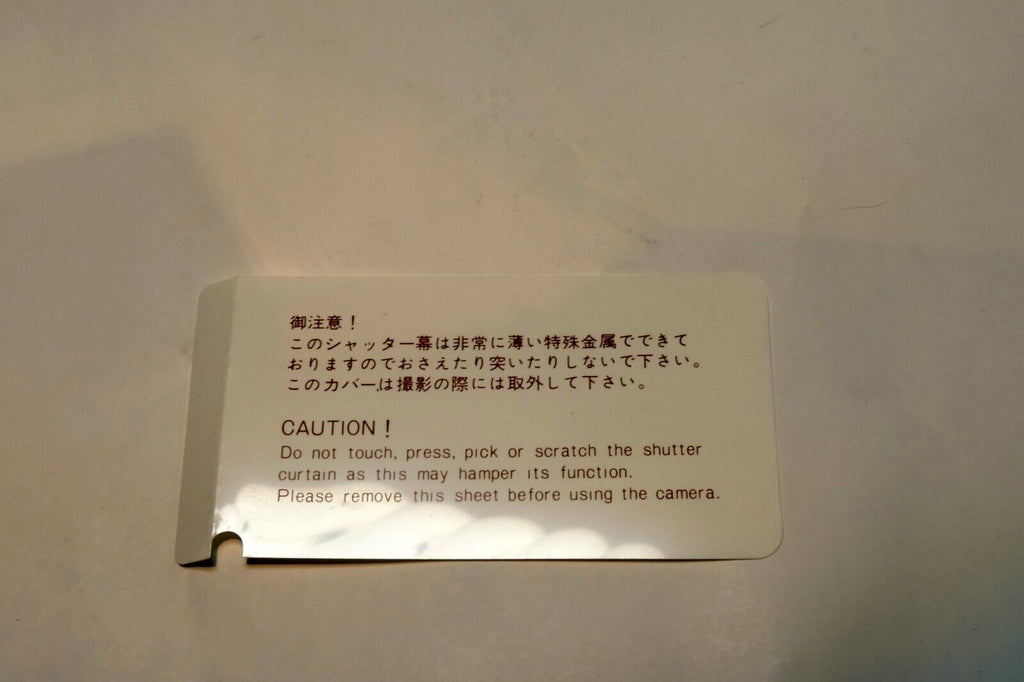 御注意！
このシャッター幕は非常に薄い特殊金属でできて
おりますのでおさえたり突いたりしないで下さい。
このカバーは撮影の際には取外して下さい。
CAUTION!
Do not touch, press, pick or scratch the shutter
curtain as this may hamper its function.
Please remove this sheet before using the camera.